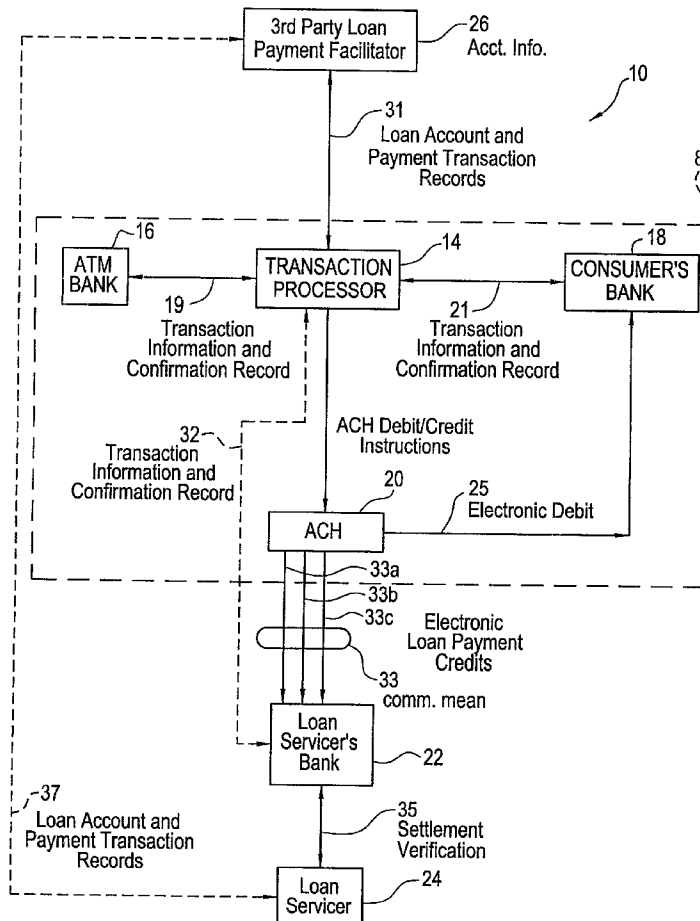 3rd Party Loan
Payment Facilitator
26
Acct. Info.
10
31
Loan Account and
Payment Transaction
Records
8
16
ATM
BANK
14
TRANSACTION
PROCESSOR
18
CONSUMER'S
BANK
19
Transaction
Information and
Confirmation Record
21
Transaction
Information and
Confirmation Record
32
Transaction
Information and
Confirmation Record
ACH Debit/Credit
Instructions
20
ACH
25
Electronic Debit
33a
33b
33c
Electronic
Loan Payment
Credits
33
comm. mean
Loan
Servicer's
Bank
22
37
Loan Account and
Payment Transaction
Records
35
Settlement
Verification
Loan
Servicer
24